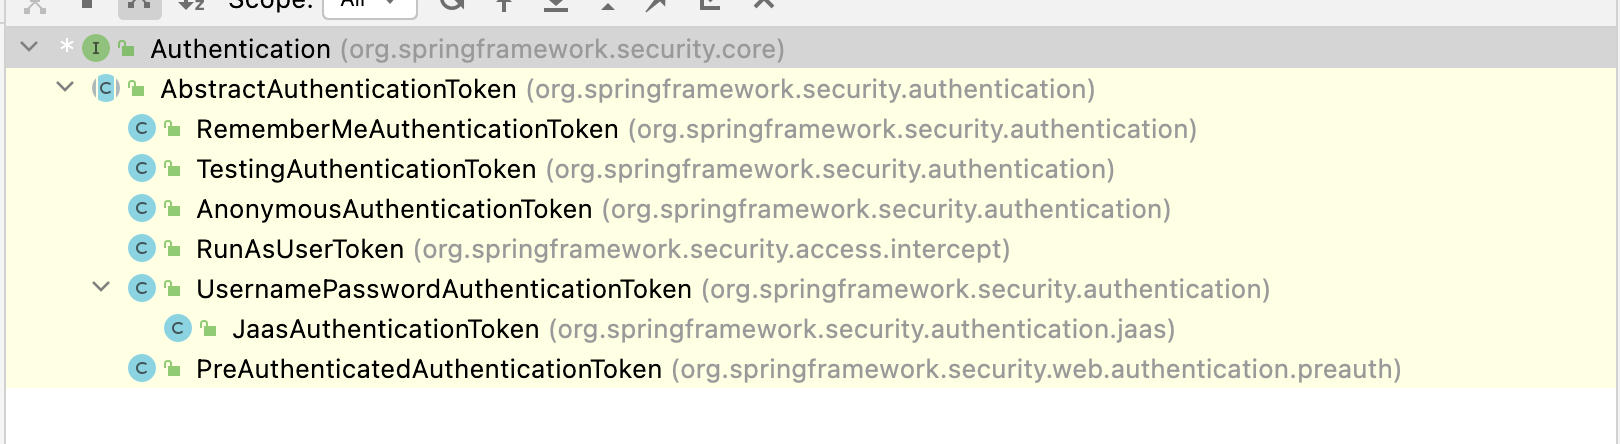 Scope: All
* I Authentication (org.springframework.security.core)
C AbstractAuthenticationToken (org.springframework.security.authentication)
C RememberMeAuthenticationToken (org.springframework.security.authentication)
C TestingAuthenticationToken (org.springframework.security.authentication)
C AnonymousAuthenticationToken (org.springframework.security.authentication)
C RunAsUserToken (org.springframework.security.access.intercept)
C UsernamePasswordAuthenticationToken (org.springframework.security.authentication)
C JaasAuthenticationToken (org.springframework.security.authentication.jaas)
C PreAuthenticatedAuthenticationToken (org.springframework.security.web.authentication.preauth)